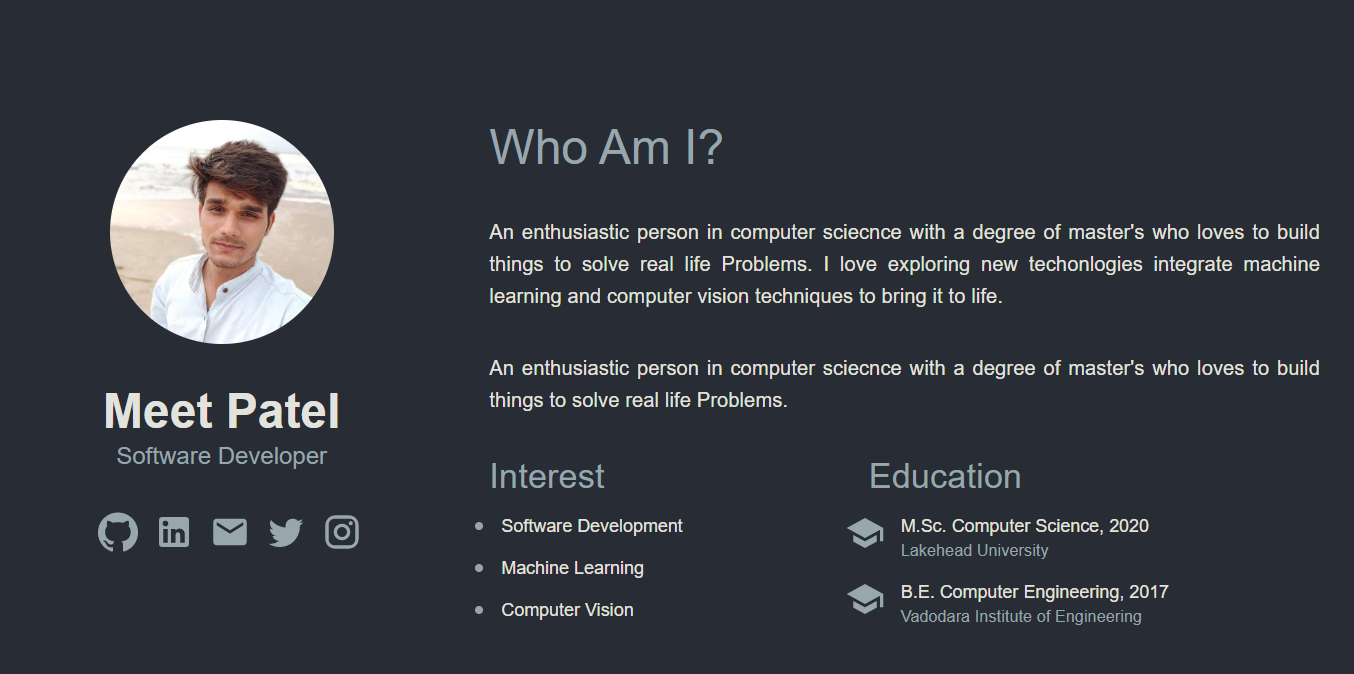 Who Am I?
An enthusiastic person in computer sciecnce with a degree of master's who loves to build
things to solve real life Problems. I love exploring new techonlogies integrate machine
learning and computer vision techniques to bring it to life.
An enthusiastic person in computer sciecnce with a degree of master's who loves to build
things to solve real life Problems.
Meet Patel
Software Developer
Interest
Software Development
Machine Learning
Computer Vision
Education
M.Sc. Computer Science, 2020
Lakehead University
B.E. Computer Engineering, 2017
Vadodara Institute of Engineering